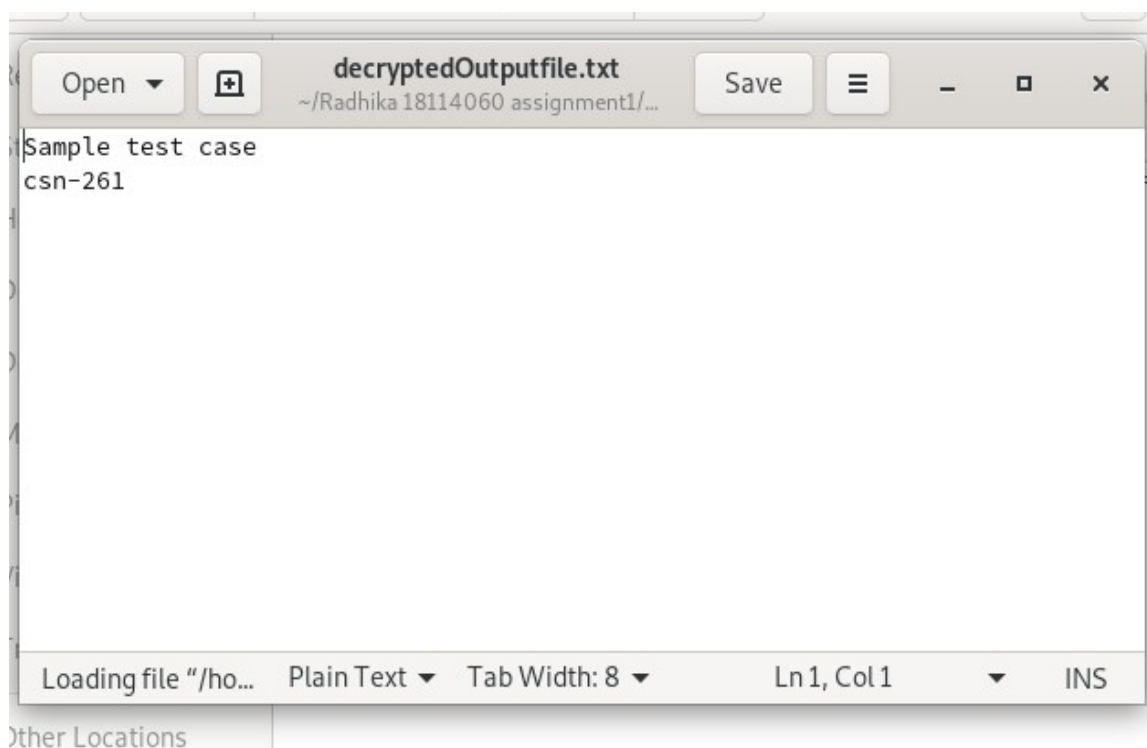 Open
decryptedOutputfile.txt
~/Radhika 18114060 assignment1/...
Save
Sample test case
csn-261
Loading file “/ho...
Plain Text
Tab Width: 8
Ln 1, Col 1
INS
Other Locations